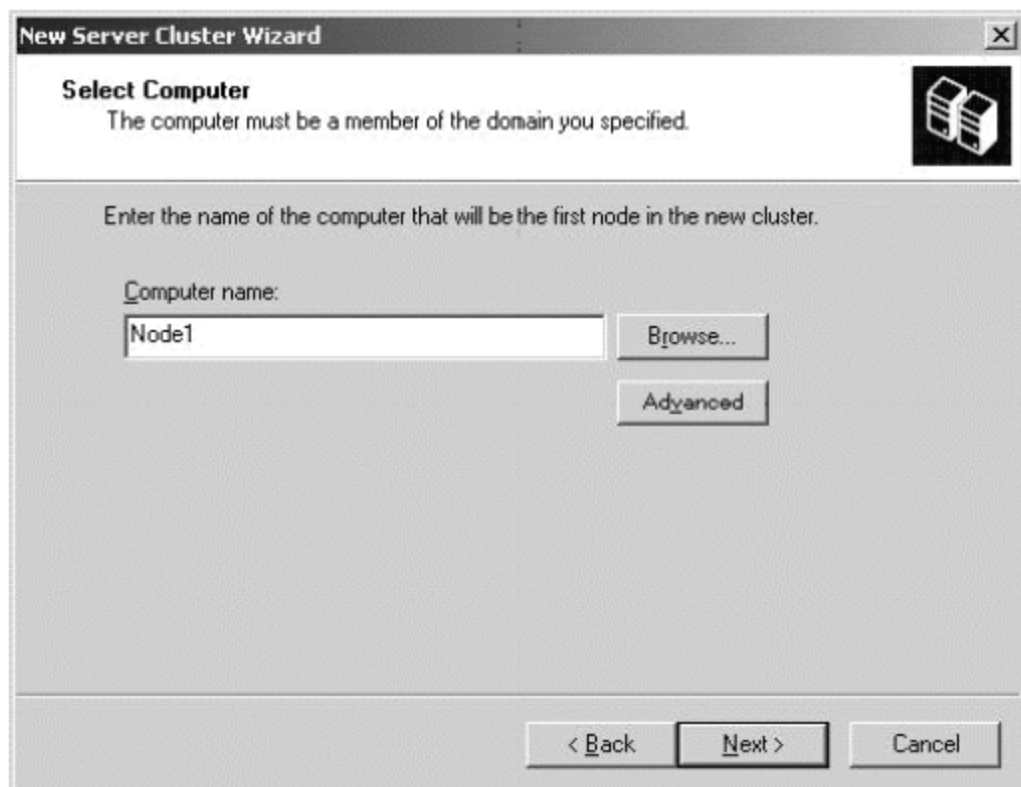 New Server Cluster Wizard
Select Computer
The computer must be a member of the domain you specified.
Enter the name of the computer that will be the first node in the new cluster.
Computer name:
Node1
Browse...
Advanced
< Back
Next >
Cancel